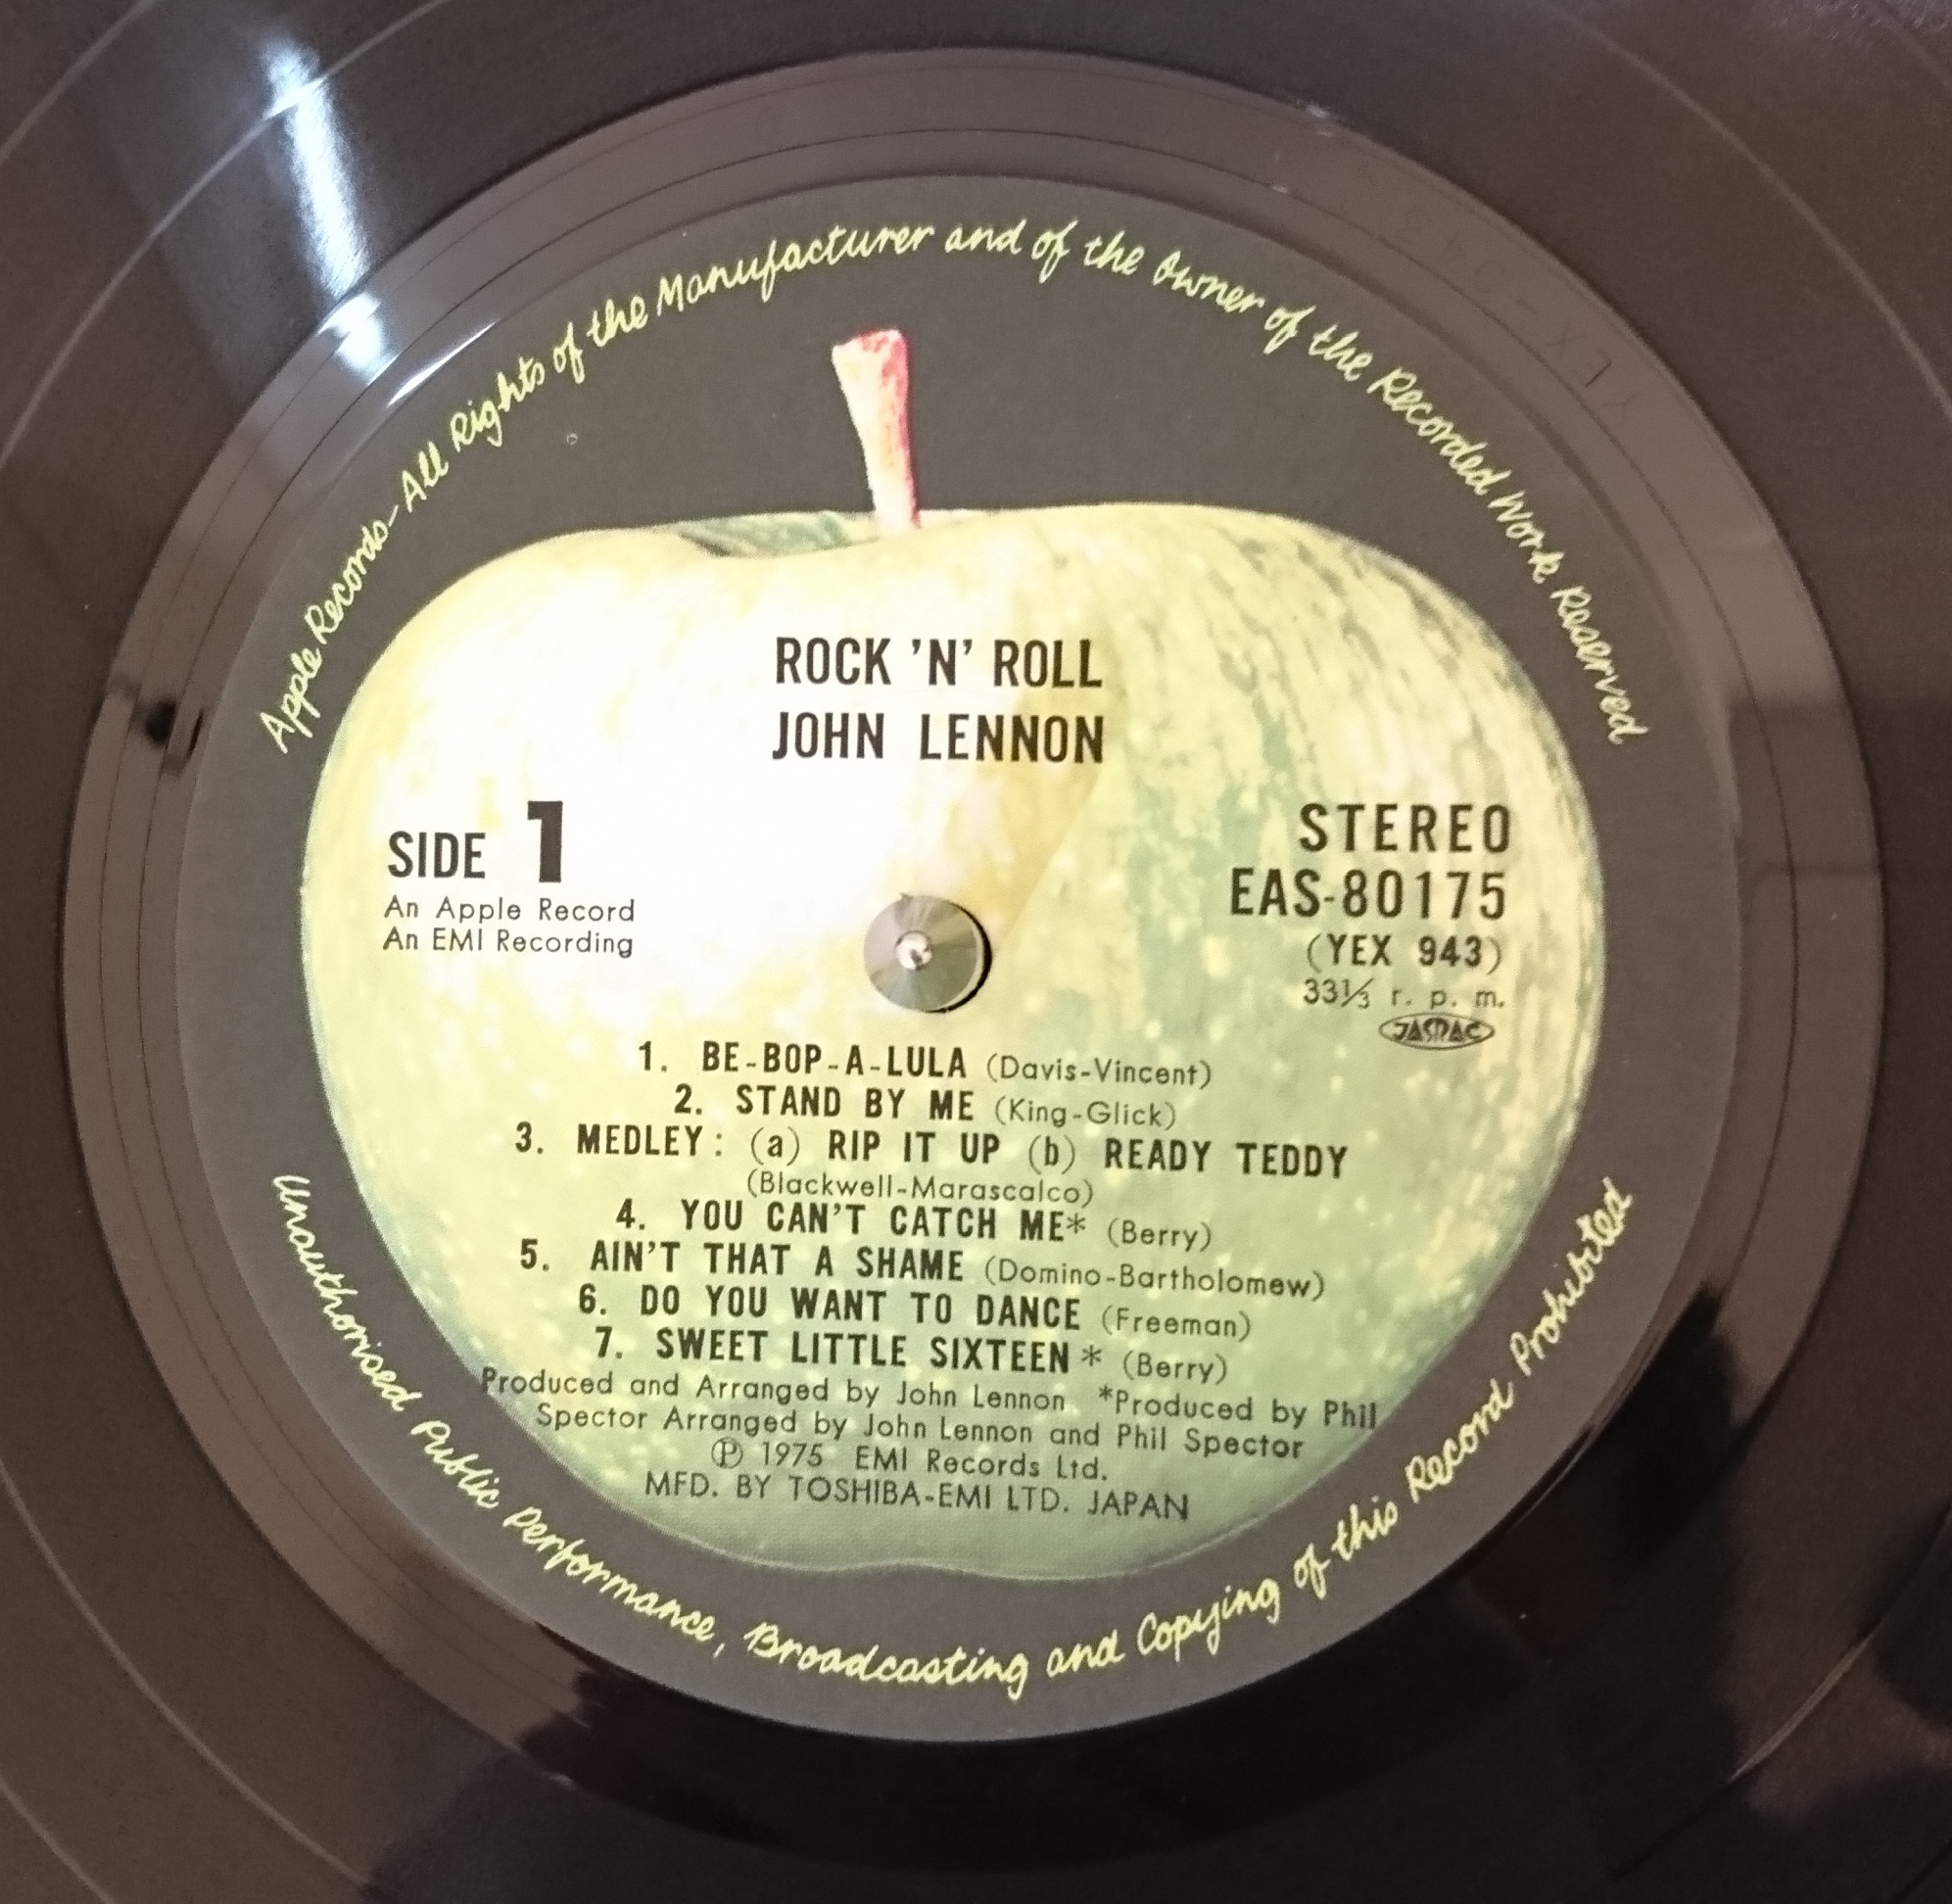 Apple Records-All Rights of the Manufacturer and of the Owner of the Recorded Work Reserved
ROCK 'N' ROLL
JOHN LENNON
SIDE 1
An Apple Record
An EMI Recording
STEREO
EAS-80175
(YEX 943)
33⅓ r. p. m.
JASRAC
1. BE-BOP-A-LULA (Davis-Vincent)
2. STAND BY ME (King-Glick)
3. MEDLEY: (a) RIP IT UP (b) READY TEDDY
(Blackwell-Marascalco)
4. YOU CAN'T CATCH ME* (Berry)
5. AIN'T THAT A SHAME (Domino-Bartholomew)
6. DO YOU WANT TO DANCE (Freeman)
7. SWEET LITTLE SIXTEEN* (Berry)
Produced and Arranged by John Lennon *Produced by Phil
Spector Arranged by John Lennon and Phil Spector
℗ 1975 EMI Records Ltd.
MFD. BY TOSHIBA-EMI LTD. JAPAN
Unauthorised Public Performance, Broadcasting and Copying of this Record Prohibited